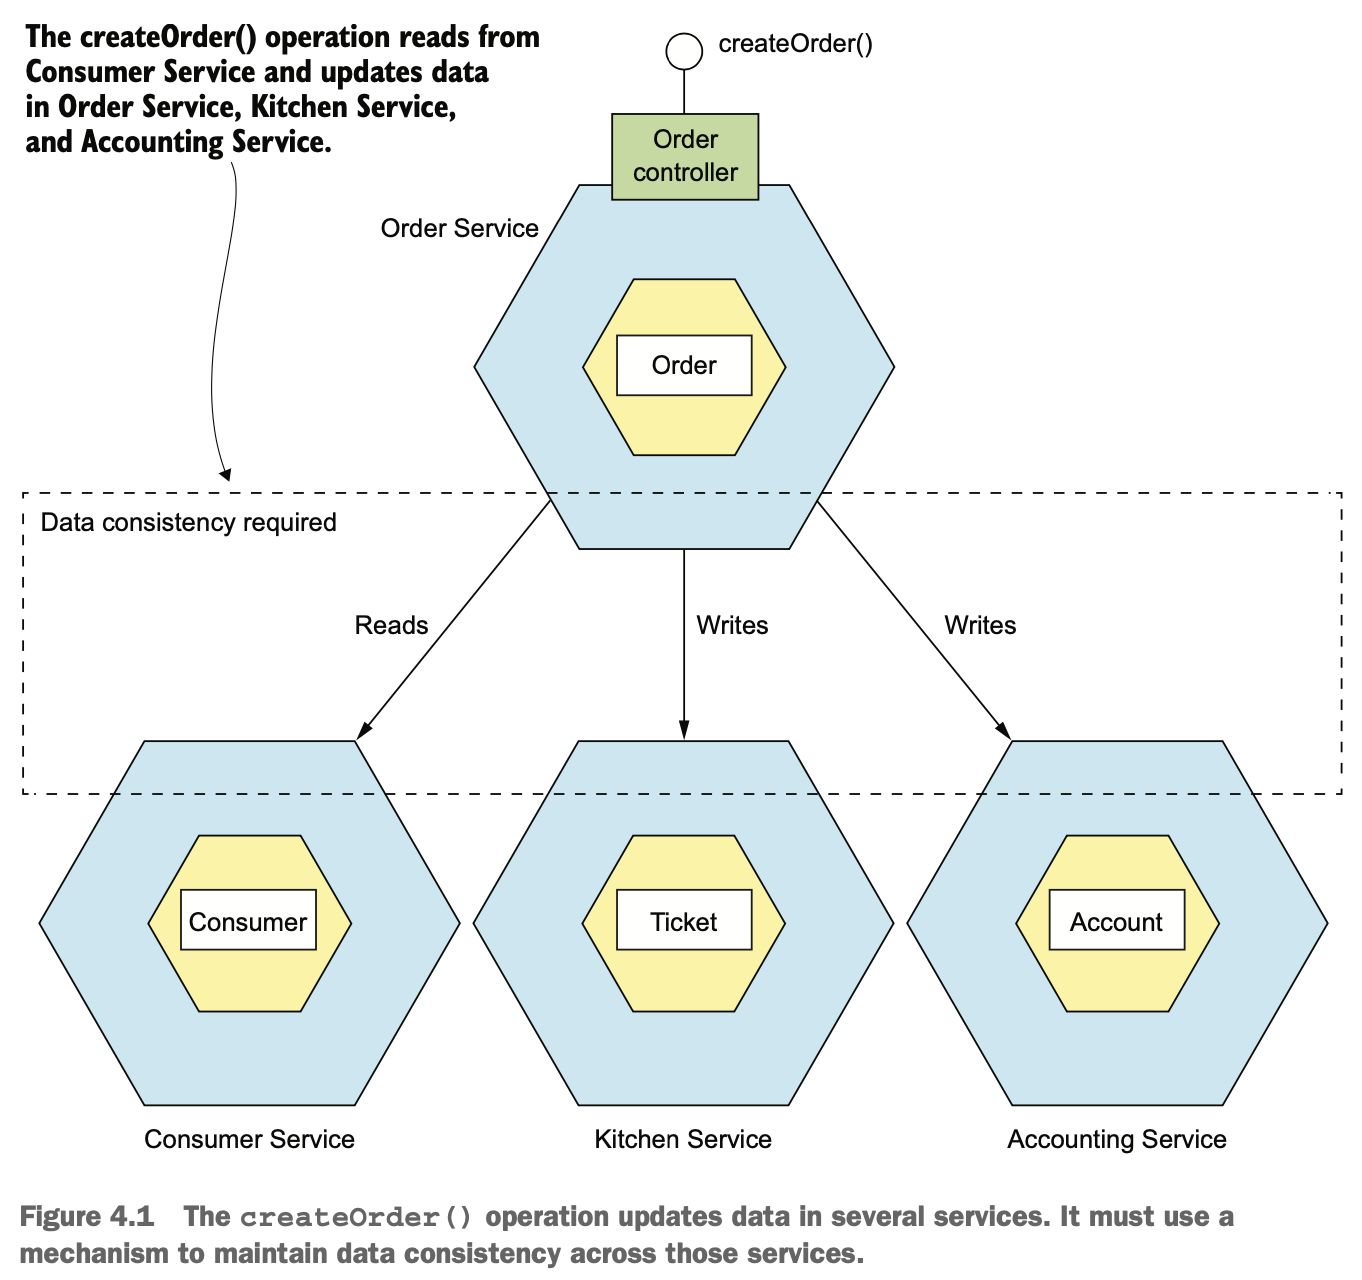 The createOrder() operation reads from
Consumer Service and updates data
in Order Service, Kitchen Service,
and Accounting Service.
createOrder()
Order
controller
Order Service
Order
Data consistency required
Reads
Writes
Writes
Consumer
Ticket
Account
Consumer Service
Kitchen Service
Accounting Service
Figure 4.1 The createOrder() operation updates data in several services. It must use a
mechanism to maintain data consistency across those services.